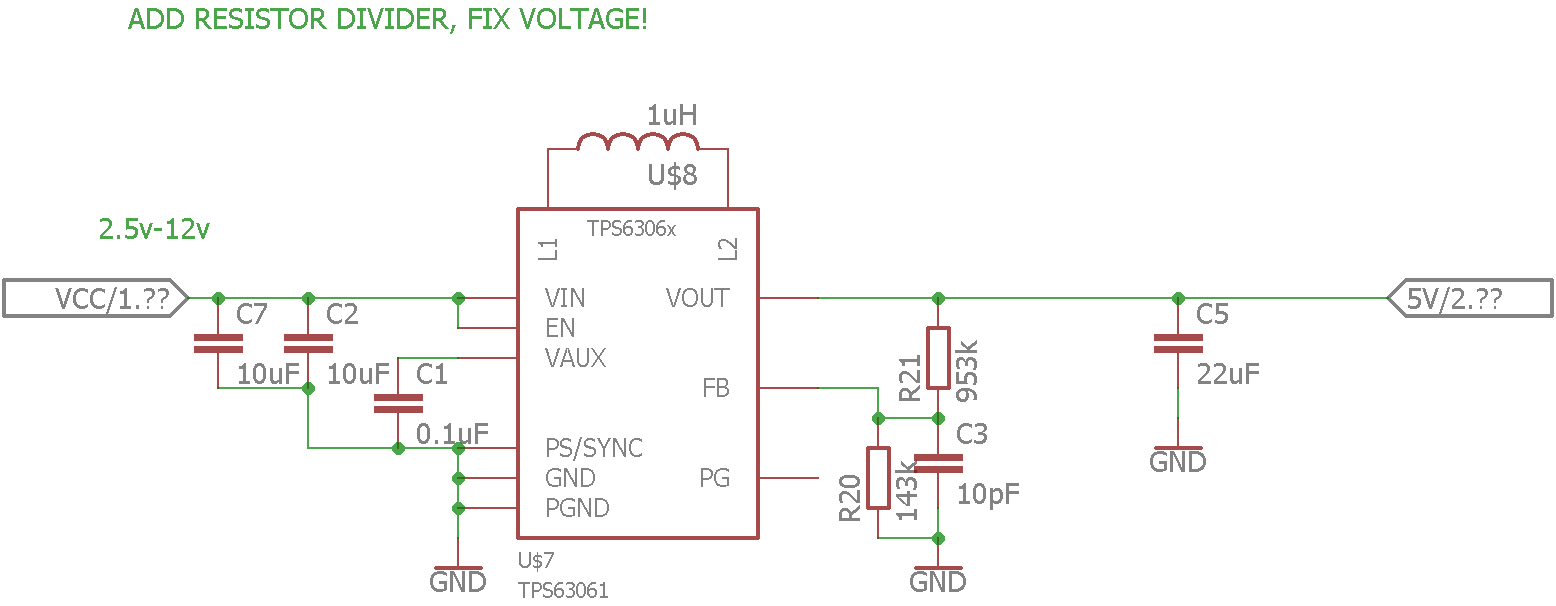 ADD RESISTOR DIVIDER, FIX VOLTAGE!
1uH
U$8
TPS6306x
2.5v-12v
L1
L2
VCC/1.??
VIN
VOUT
5V/2.??
C7
C2
C5
EN
VAUX
10uF
10uF
C1
22uF
R21
953k
FB
0.1uF
C3
PS/SYNC
GND
GND
PG
R20
143k
10pF
PGND
U$7
TPS63061
GND
GND